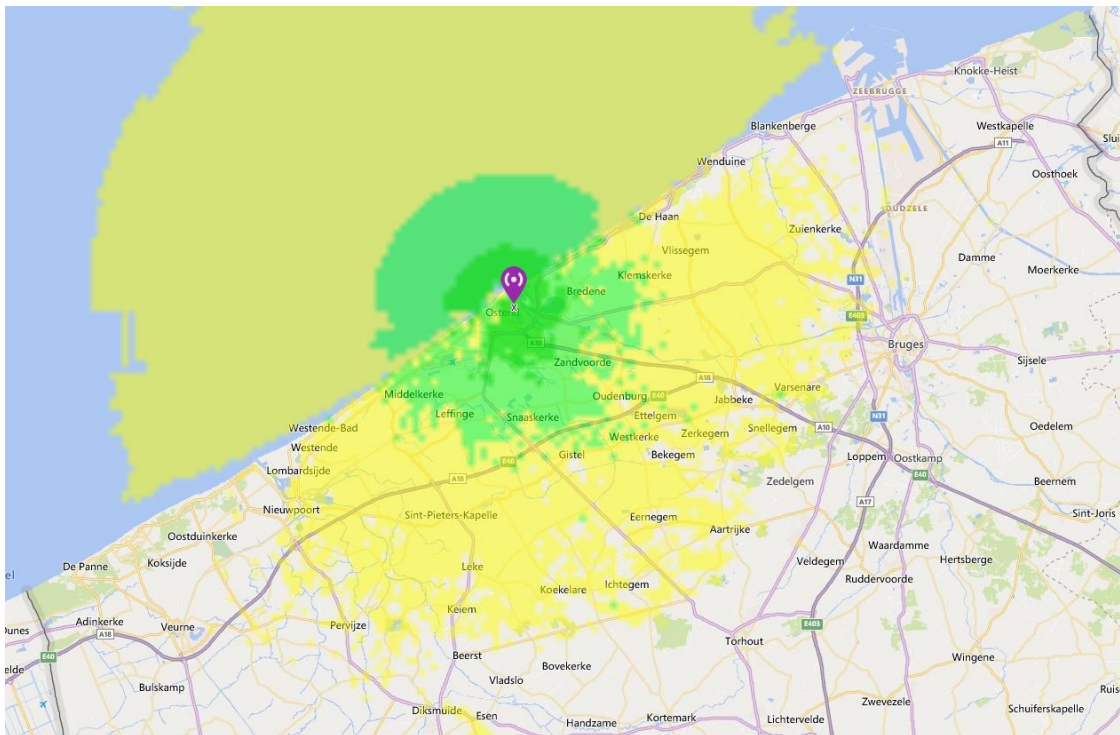 Knokke-Heist
ZEEBRUGGE
Blankenberge
Westkapelle
A11
Wenduine
Oosthoek
De Haan
Zuienkerke
Vlissegem
Damme
Klemskerke
Moerkerke
N31
Bredene
E403
A10
Bruges
Sijsele
Zandvoorde
A18
Varsenare
Middelkerke
Oudenburg
E40
Jabbeke
Leffinge
Snaaskerke
Ettelgem
N31
Westende-Bad
Zerkegem
Snellegem
A10
Oedelem
Westende
Westkerke
Gistel
Bekegem
Loppem
Oostkamp
E40
Lombardsijde
E40
A18
Zedelgem
Beernem
Nieuwpoort
Sint-Pieters-Kapelle
Eernegem
A17
Sint-Joris
Oostduinkerke
Aartrijke
Waardamme
Koksijde
De Panne
Leke
Veldegem
Hertsberge
Koekelare
Ichtegem
Ruddervoorde
Keiem
Adinkerke
A18
Veurne
Pervijze
E403
Torhout
E40
Beerst
Bovekerke
Wingene
Bulskamp
Vladslo
Zwevezele
Diksmuide
Esen
Handzame
Kortemark
Lichtervelde
Schuiferskapelle